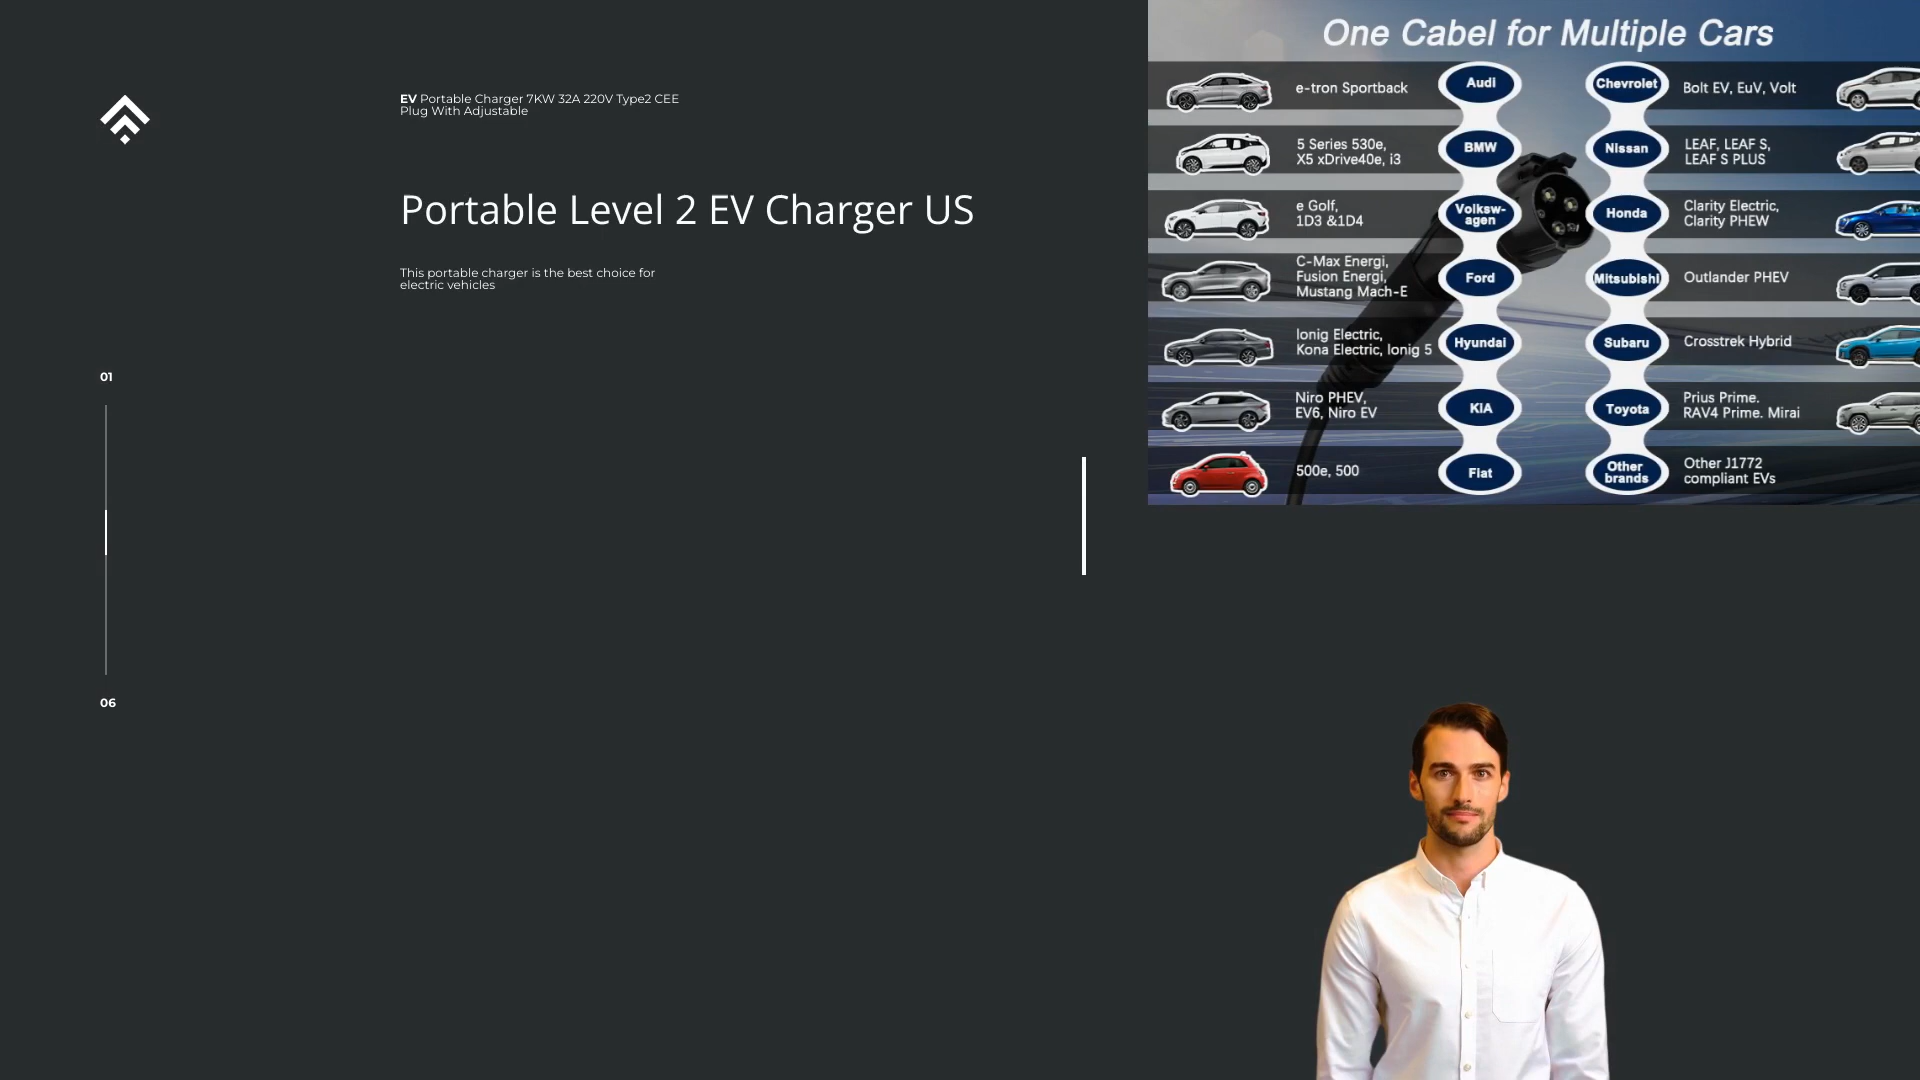 EV Portable Charger 7KW 32A 220V Type2 CEE
Plug With Adjustable
Portable Level 2 EV Charger US
This portable charger is the best choice for
electric vehicles
01
06
One Cabel for Multiple Cars
e-tron Sportback
Audi
Chevrolet
Bolt EV, EuV, Volt
5 Series 530e,
X5 xDrive40e, i3
BMW
Nissan
LEAF, LEAF S,
LEAF S PLUS
e Golf,
1D3 &1D4
Volksw-
agen
Honda
Clarity Electric,
Clarity PHEW
C-Max Energi,
Fusion Energi,
Mustang Mach-E
Ford
Mitsubishi
Outlander PHEV
Ionig Electric,
Kona Electric, Ionig 5
Hyundai
Subaru
Crosstrek Hybrid
Niro PHEV,
EV6, Niro EV
KIA
Toyota
Prius Prime.
RAV4 Prime. Mirai
500e, 500
Fiat
Other
brands
Other J1772
compliant EVs